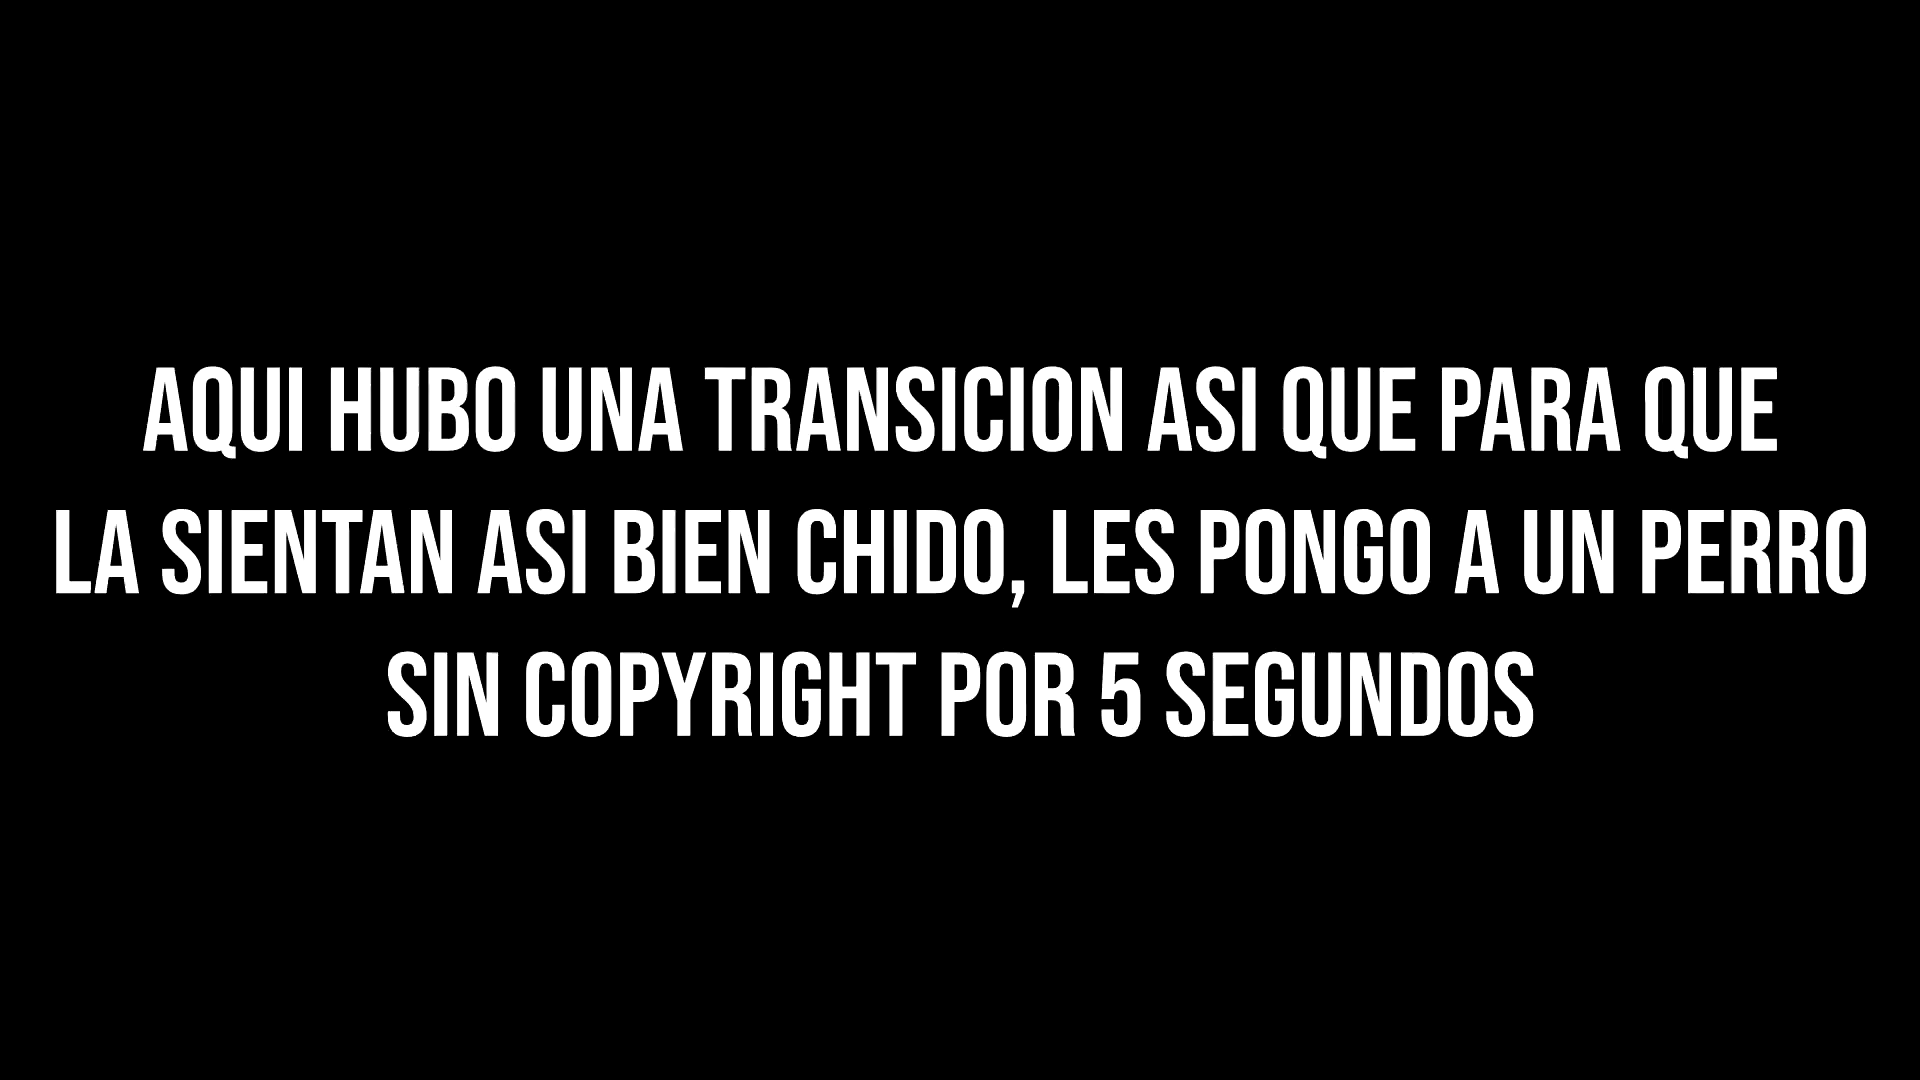 AQUI HUBO UNA TRANSICION ASI QUE PARA QUE
LA SIENTAN ASI BIEN CHIDO, LES PONGO A UN PERRO
SIN COPYRIGHT POR 5 SEGUNDOS